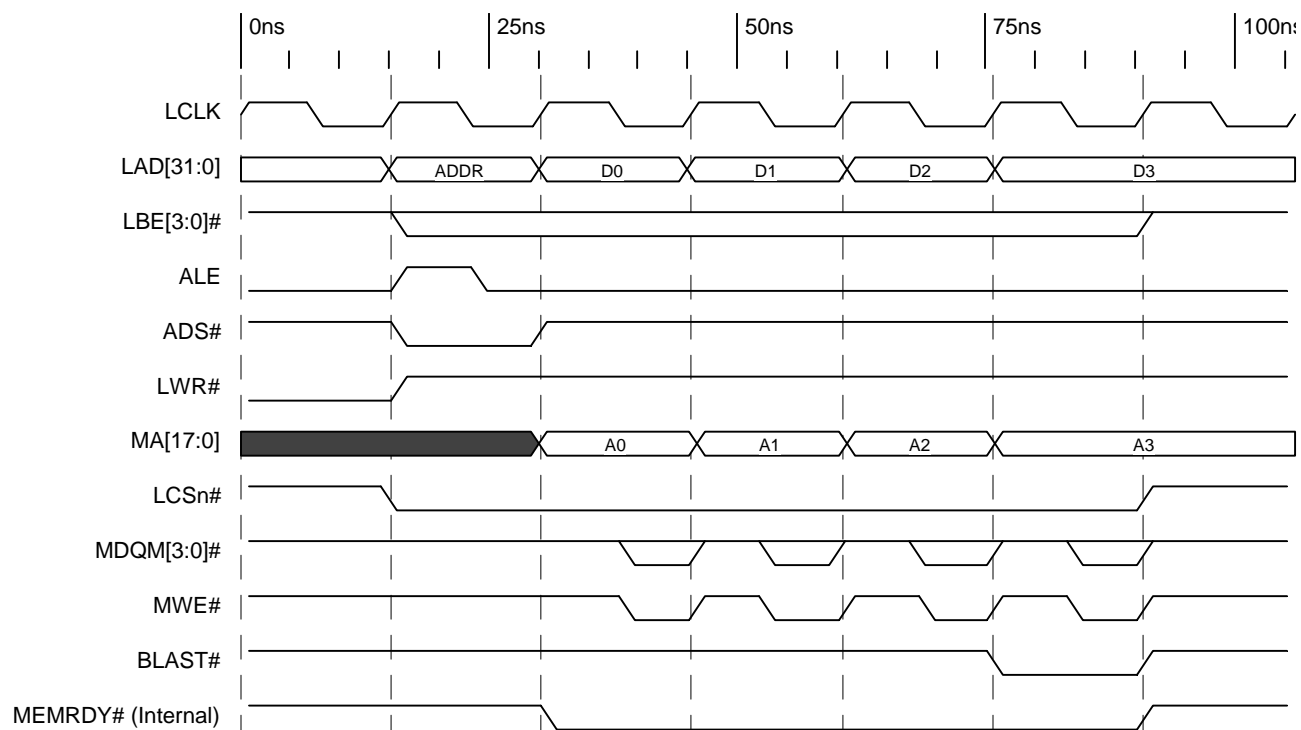 0ns 25ns 50ns 75ns 100ns
LCLK
LAD[31:0] ADDR D0 D1 D2 D3
LBE[3:0]#
ALE
ADS#
LWR#
MA[17:0] A0 A1 A2 A3
LCSn#
MDQM[3:0]#
MWE#
BLAST#
MEMRDY# (Internal)